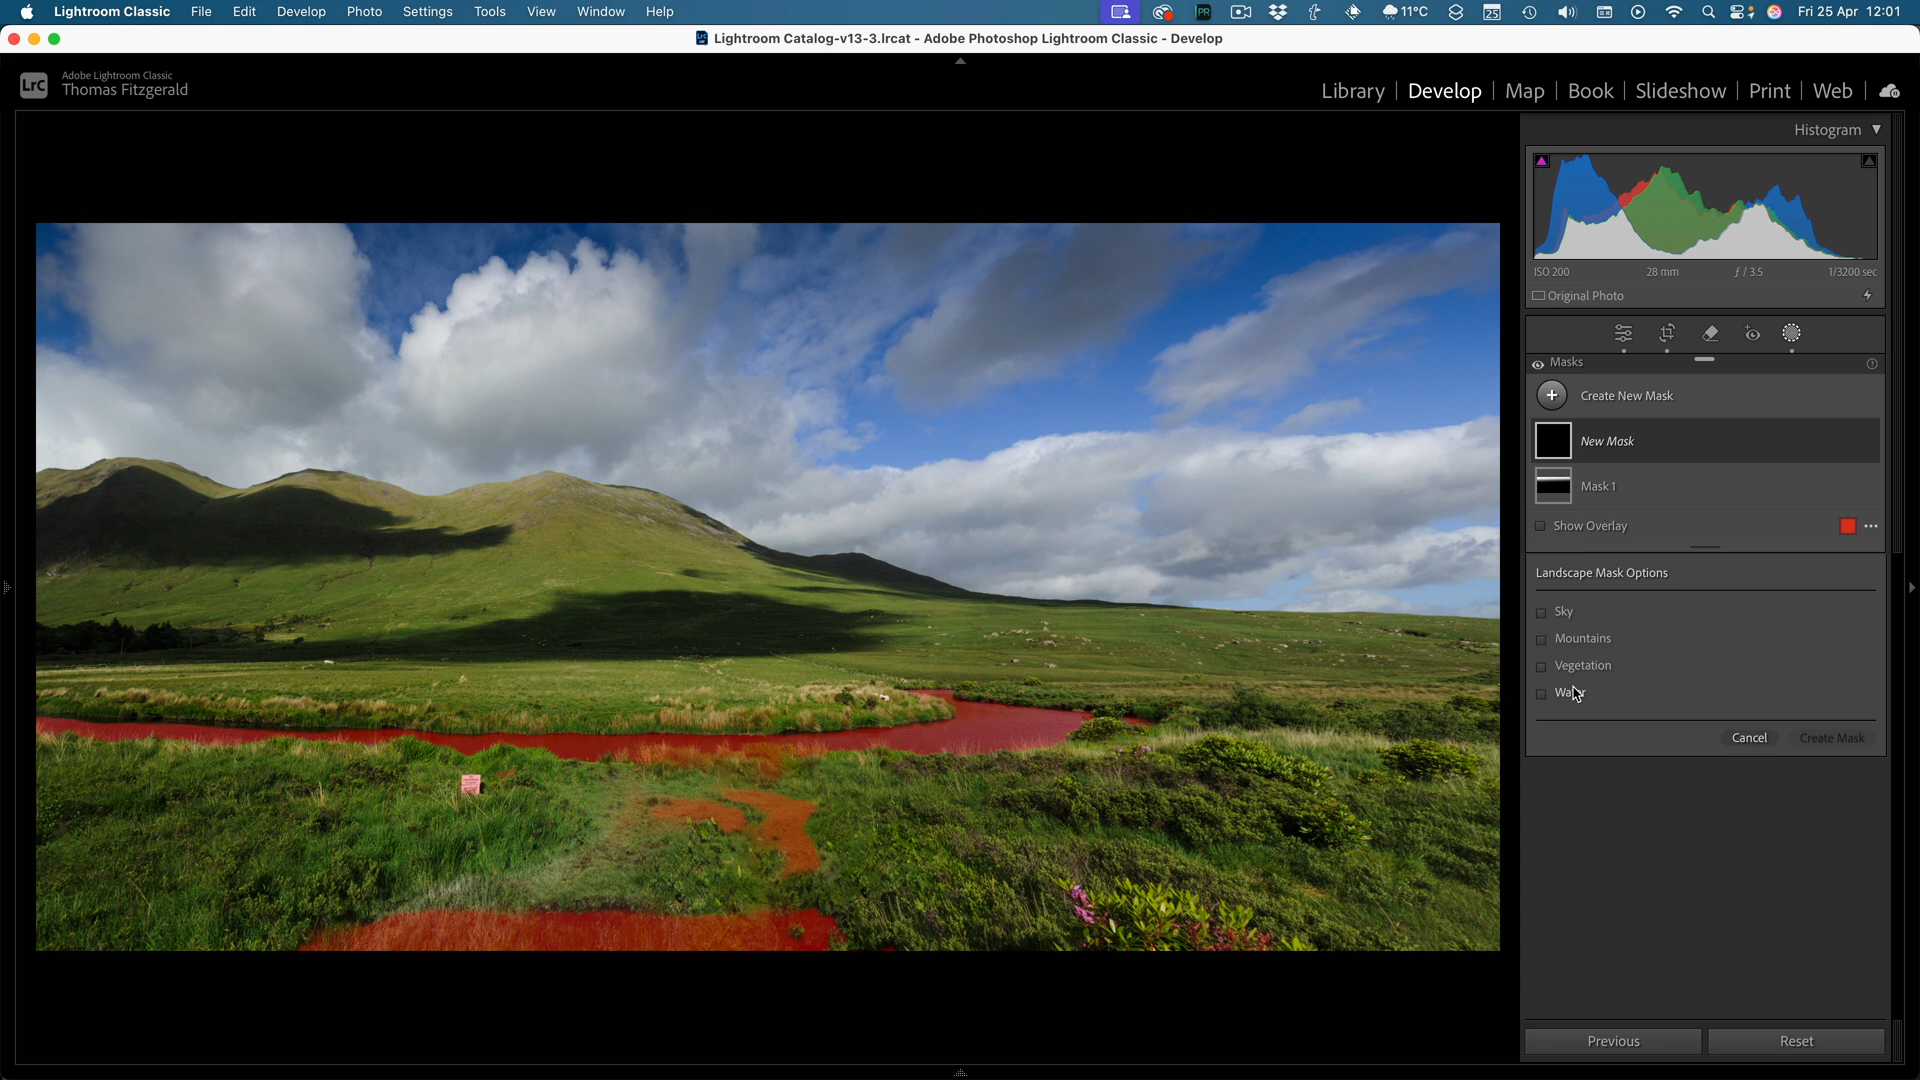 Lightroom Classic File Edit Develop Photo Settings Tools View Window Help PR 11°C 25 Fri 25 Apr 12:01
Lightroom Catalog-v13-3.lrcat - Adobe Photoshop Lightroom Classic - Develop
LrC
Adobe Lightroom Classic
Thomas Fitzgerald
Library | Develop | Map | Book | Slideshow | Print | Web
Histogram
ISO 200 28 mm ƒ / 3.5 1/3200 sec
Original Photo
Masks
Create New Mask
New Mask
Mask 1
Show Overlay
Landscape Mask Options
Sky
Mountains
Vegetation
Water
Cancel Create Mask
Previous Reset